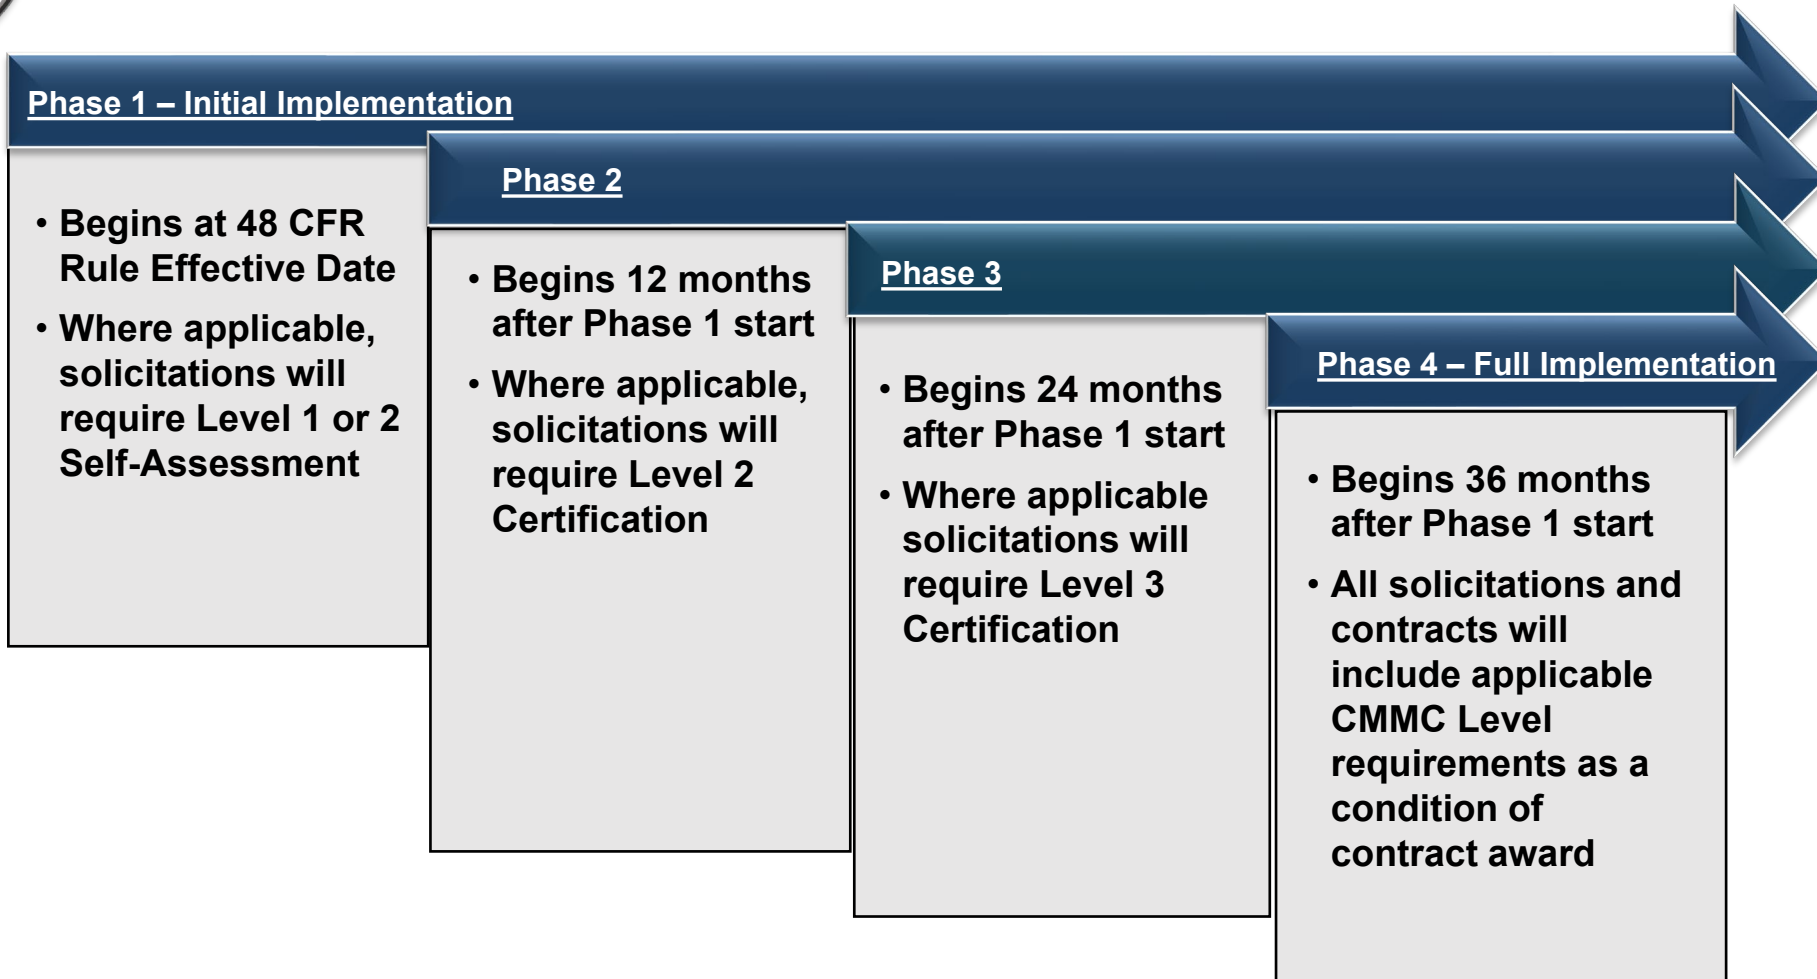 Phase 1 – Initial Implementation
• Begins at 48 CFR
Rule Effective Date
• Where applicable,
solicitations will
require Level 1 or 2
Self-Assessment
Phase 2
• Begins 12 months
after Phase 1 start
• Where applicable,
solicitations will
require Level 2
Certification
Phase 3
• Begins 24 months
after Phase 1 start
• Where applicable
solicitations will
require Level 3
Certification
Phase 4 – Full Implementation
• Begins 36 months
after Phase 1 start
• All solicitations and
contracts will
include applicable
CMMC Level
requirements as a
condition of
contract award